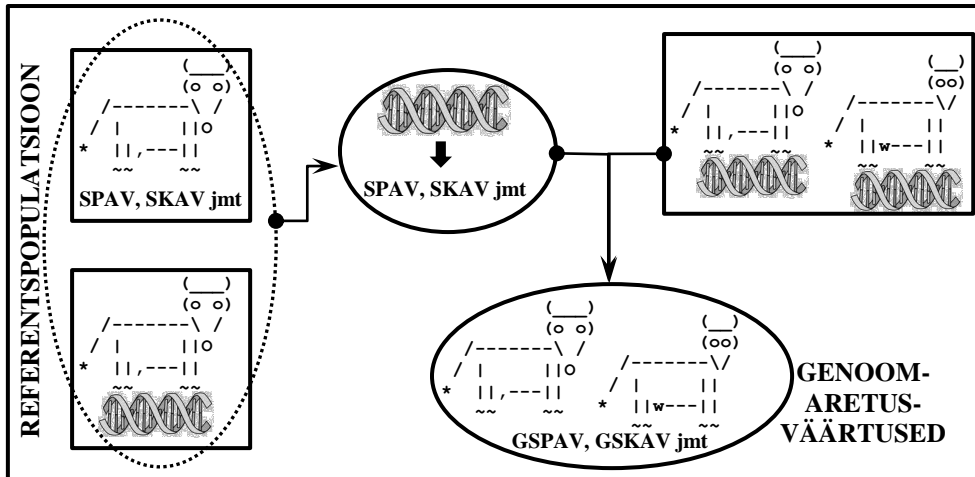 REFERENTSPOPULATSIOON
SPAV, SKAV jmt
SPAV, SKAV jmt
GSPAV, GSKAV jmt
GENOOM-
ARETUS-
VÄÄRTUSED